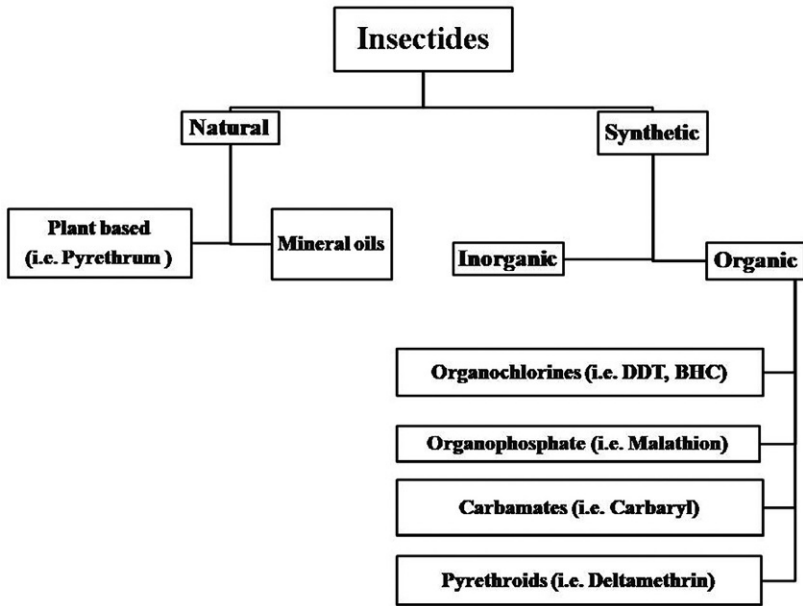 Insectides
Natural
Synthetic
Plant based
(i.e. Pyrethrum )
Mineral oils
Inorganic
Organic
Organochlorines (i.e. DDT, BHC)
Organophosphate (i.e. Malathion)
Carbamates (i.e. Carbaryl)
Pyrethroids (i.e. Deltamethrin)